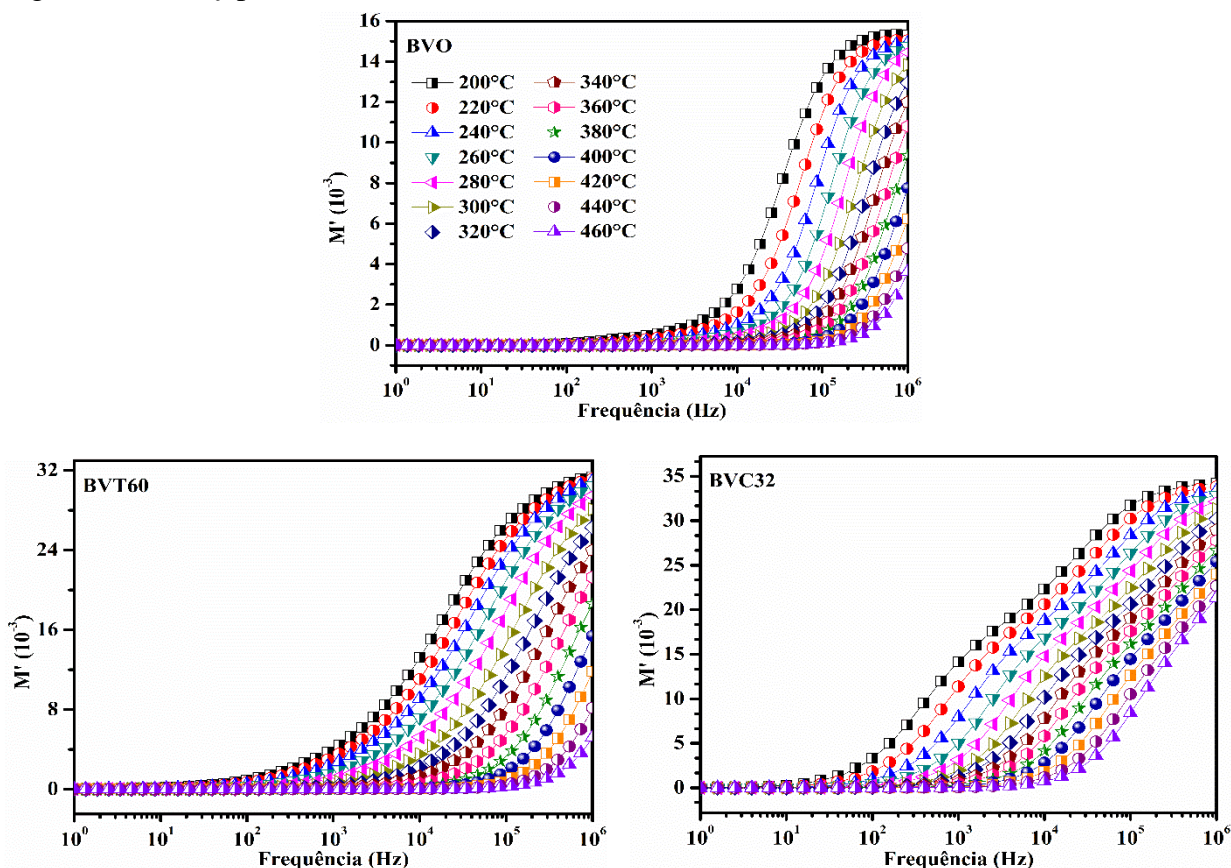 BVO
200°C 340°C
220°C 360°C
240°C 380°C
260°C 400°C
280°C 420°C
300°C 440°C
320°C 460°C
16
14
12
10
8
6
4
2
0
M' (10⁻³)
10⁰ 10¹ 10² 10³ 10⁴ 10⁵ 10⁶
Frequência (Hz)
BVT60
32
24
16
8
0
M' (10⁻³)
10⁰ 10¹ 10² 10³ 10⁴ 10⁵ 10⁶
Frequência (Hz)
BVC32
35
30
25
20
15
10
5
0
M' (10⁻³)
10⁰ 10¹ 10² 10³ 10⁴ 10⁵ 10⁶
Frequência (Hz)